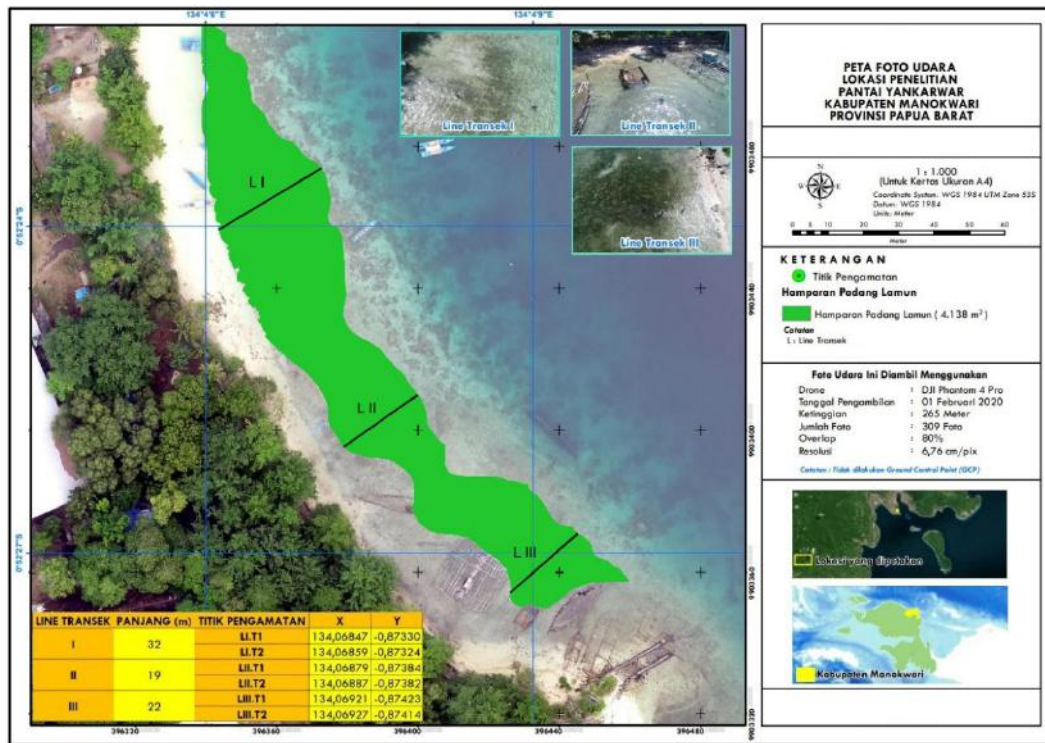 134°4'6"E
134°4'9"E
Line Transek I
Line Transek II
Line Transek III
L I
L II
L III
0°52'24"S
0°52'27"S
9903480
9903440
9903400
9903360
9903320
396320
396360
396400
396440
396480
LINE TRANSEK PANJANG (m) TITIK PENGAMATAN X Y
I 32 LI.T1 134,06847 -0,87330
LI.T2 134,06859 -0,87324
II 19 LII.T1 134,06879 -0,87384
LII.T2 134,06887 -0,87382
III 22 LIII.T1 134,06921 -0,87423
LIII.T2 134,06927 -0,87414
PETA FOTO UDARA
LOKASI PENELITIAN
PANTAI YANKARWAR
KABUPATEN MANOKWARI
PROVINSI PAPUA BARAT
N
W E
S
1 : 1.000
(Untuk Kertas Ukuran A4)
Coordinate System: WGS 1984 UTM Zone 53S
Datum: WGS 1984
Units: Meter
0 5 10 20 30 40 50 60
Meter
KETERANGAN
Titik Pengamatan
Hamparan Padang Lamun
Hamparan Padang Lamun ( 4.138 m²)
Catatan
L : Line Transek
Foto Udara Ini Diambil Menggunakan
Drone : DJI Phantom 4 Pro
Tanggal Pengambilan : 01 Februari 2020
Ketinggian : 265 Meter
Jumlah Foto : 309 Foto
Overlap : 80%
Resolusi : 6,76 cm/pix
Catatan : Tidak dilakukan Ground Control Point (GCP)
Lokasi yang dipetakan
Kabupaten Manokwari